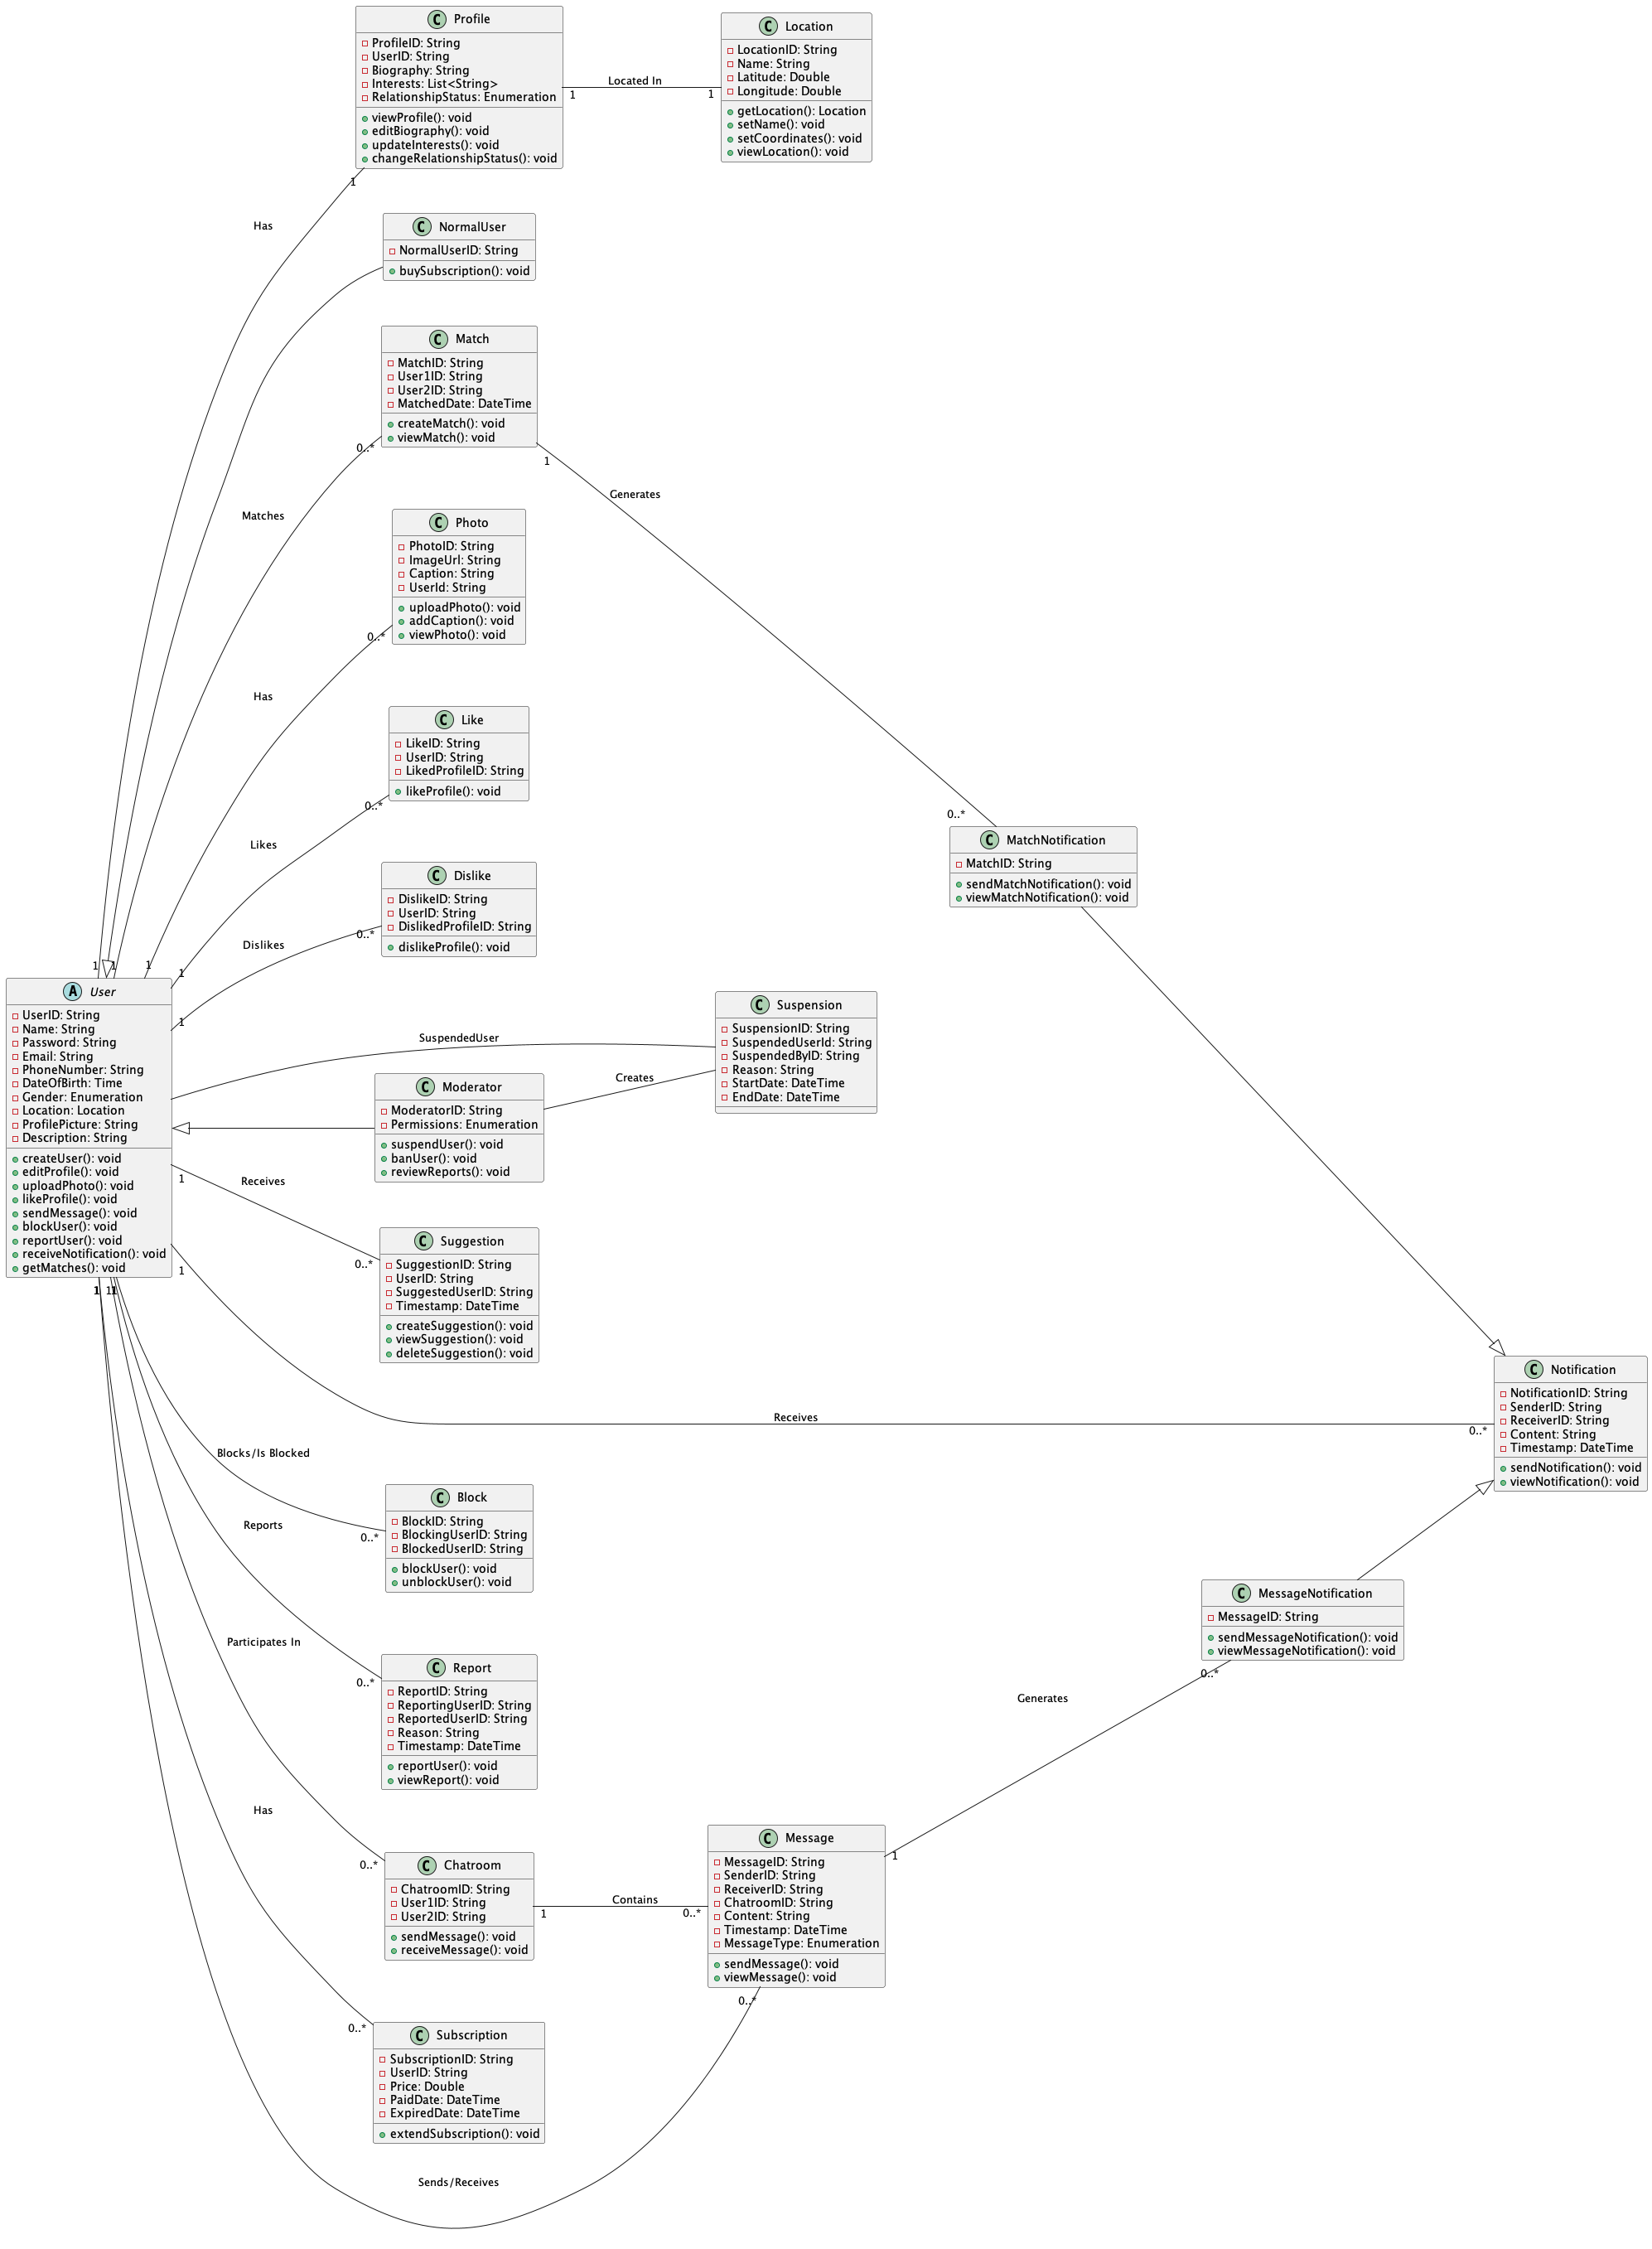 C Profile
ProfileID: String
UserID: String
Biography: String
Interests: List<String>
RelationshipStatus: Enumeration
viewProfile(): void
editBiography(): void
updateInterests(): void
changeRelationshipStatus(): void
1
Located In
1
C Location
LocationID: String
Name: String
Latitude: Double
Longitude: Double
getLocation(): Location
setName(): void
setCoordinates(): void
viewLocation(): void
1
Has
C NormalUser
NormalUserID: String
buySubscription(): void
C Match
MatchID: String
User1ID: String
User2ID: String
MatchedDate: DateTime
createMatch(): void
viewMatch(): void
0..*
1
Generates
Matches
C Photo
PhotoID: String
ImageUrl: String
Caption: String
UserId: String
uploadPhoto(): void
addCaption(): void
viewPhoto(): void
0..*
Has
C Like
LikeID: String
UserID: String
LikedProfileID: String
likeProfile(): void
0..*
Likes
0..*
C MatchNotification
MatchID: String
sendMatchNotification(): void
viewMatchNotification(): void
C Dislike
DislikeID: String
UserID: String
DislikedProfileID: String
dislikeProfile(): void
0..*
Dislikes
1
1
1
1
1
A User
UserID: String
Name: String
Password: String
Email: String
PhoneNumber: String
DateOfBirth: Time
Gender: Enumeration
Location: Location
ProfilePicture: String
Description: String
createUser(): void
editProfile(): void
uploadPhoto(): void
likeProfile(): void
sendMessage(): void
blockUser(): void
reportUser(): void
receiveNotification(): void
getMatches(): void
SuspendedUser
C Suspension
SuspensionID: String
SuspendedUserId: String
SuspendedByID: String
Reason: String
StartDate: DateTime
EndDate: DateTime
Creates
C Moderator
ModeratorID: String
Permissions: Enumeration
suspendUser(): void
banUser(): void
reviewReports(): void
1
Receives
0..*
C Suggestion
SuggestionID: String
UserID: String
SuggestedUserID: String
Timestamp: DateTime
createSuggestion(): void
viewSuggestion(): void
deleteSuggestion(): void
1
1
1
1
Receives
0..*
C Notification
NotificationID: String
SenderID: String
ReceiverID: String
Content: String
Timestamp: DateTime
sendNotification(): void
viewNotification(): void
Blocks/Is Blocked
0..*
C Block
BlockID: String
BlockingUserID: String
BlockedUserID: String
blockUser(): void
unblockUser(): void
Reports
0..*
C Report
ReportID: String
ReportingUserID: String
ReportedUserID: String
Reason: String
Timestamp: DateTime
reportUser(): void
viewReport(): void
C MessageNotification
MessageID: String
sendMessageNotification(): void
viewMessageNotification(): void
0..*
Generates
1
Participates In
0..*
C Chatroom
ChatroomID: String
User1ID: String
User2ID: String
sendMessage(): void
receiveMessage(): void
1
Contains
0..*
C Message
MessageID: String
SenderID: String
ReceiverID: String
ChatroomID: String
Content: String
Timestamp: DateTime
MessageType: Enumeration
sendMessage(): void
viewMessage(): void
0..*
Has
0..*
C Subscription
SubscriptionID: String
UserID: String
Price: Double
PaidDate: DateTime
ExpiredDate: DateTime
extendSubscription(): void
Sends/Receives